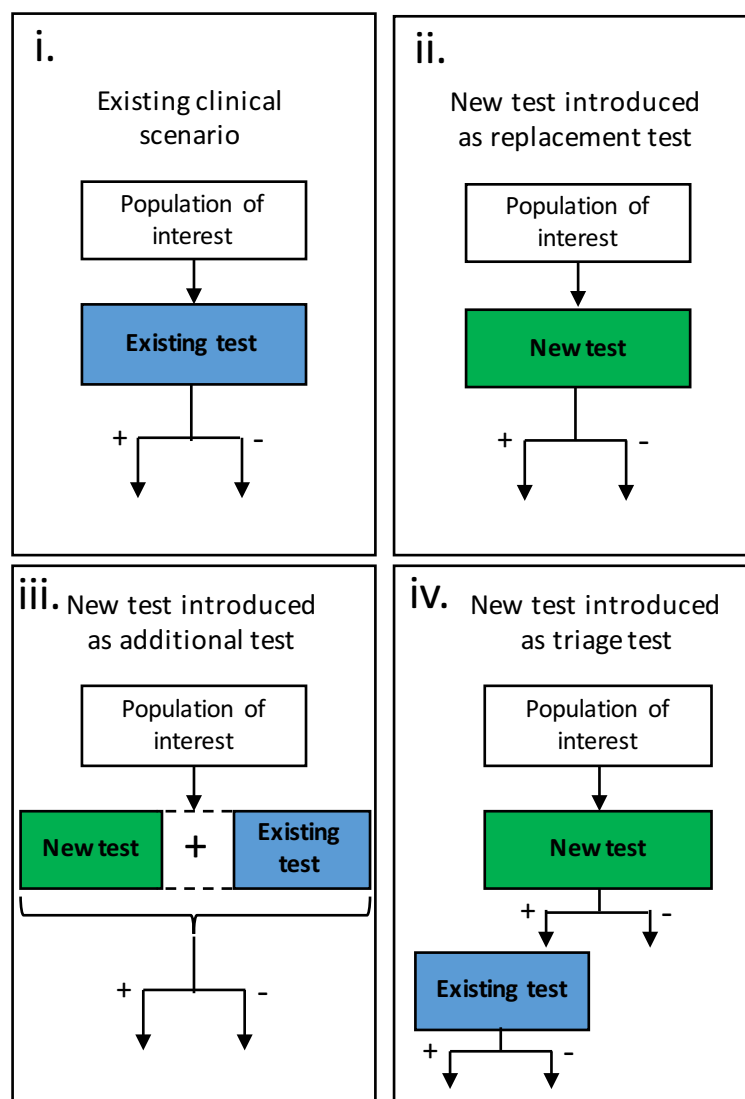 i.
Existing clinical
scenario
Population of
interest
Existing test
+ -
ii.
New test introduced
as replacement test
Population of
interest
New test
+ -
iii.
New test introduced
as additional test
Population of
interest
New test + Existing
test
+ -
iv.
New test introduced
as triage test
Population of
interest
New test
+ -
Existing test
+ -